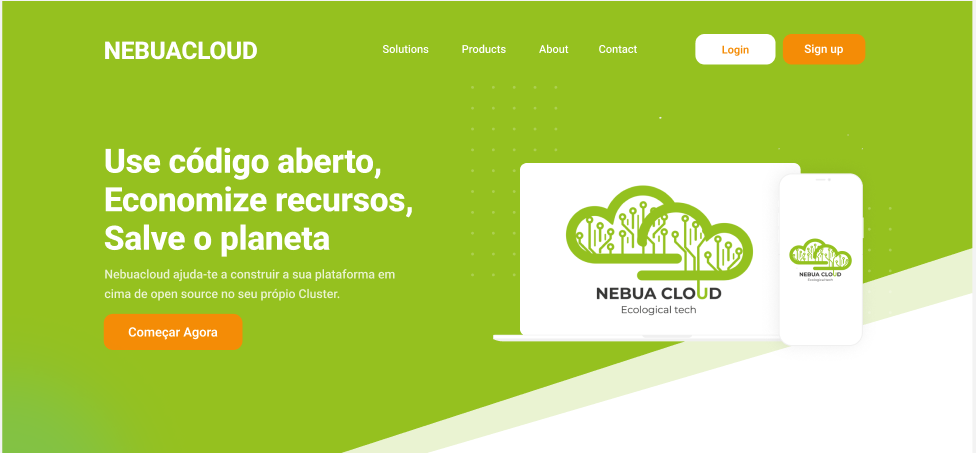 NEBUACLOUD
Solutions
Products
About
Contact
Login
Sign up
Use código aberto,
Economize recursos,
Salve o planeta
Nebuacloud ajuda-te a construir a sua plataforma em
cima de open source no seu própio Cluster.
Começar Agora
NEBUA CLOUD
Ecological tech
NEBUA CLOUD
Ecological tech